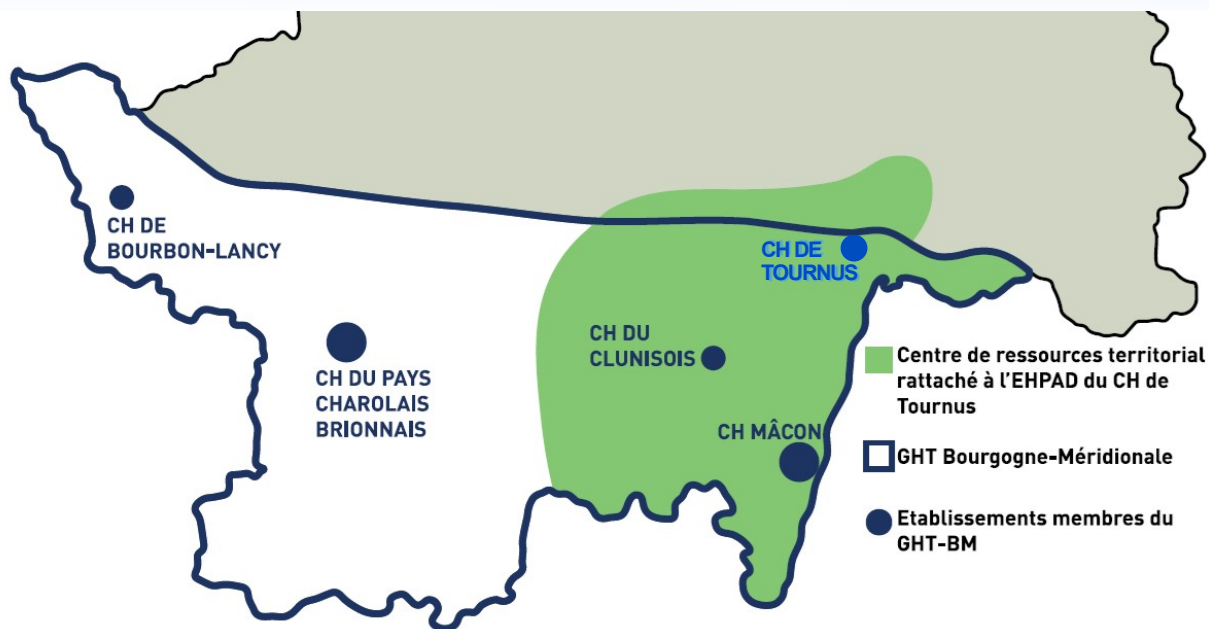 CH DE
BOURBON-LANCY
CH DE
TOURNUS
CH DU
CLUNISOIS
CH DU PAYS
CHAROLAIS
BRIONNAIS
CH MÂCON
Centre de ressources territorial
rattaché à l'EHPAD du CH de
Tournus
GHT Bourgogne-Méridionale
Etablissements membres du
GHT-BM